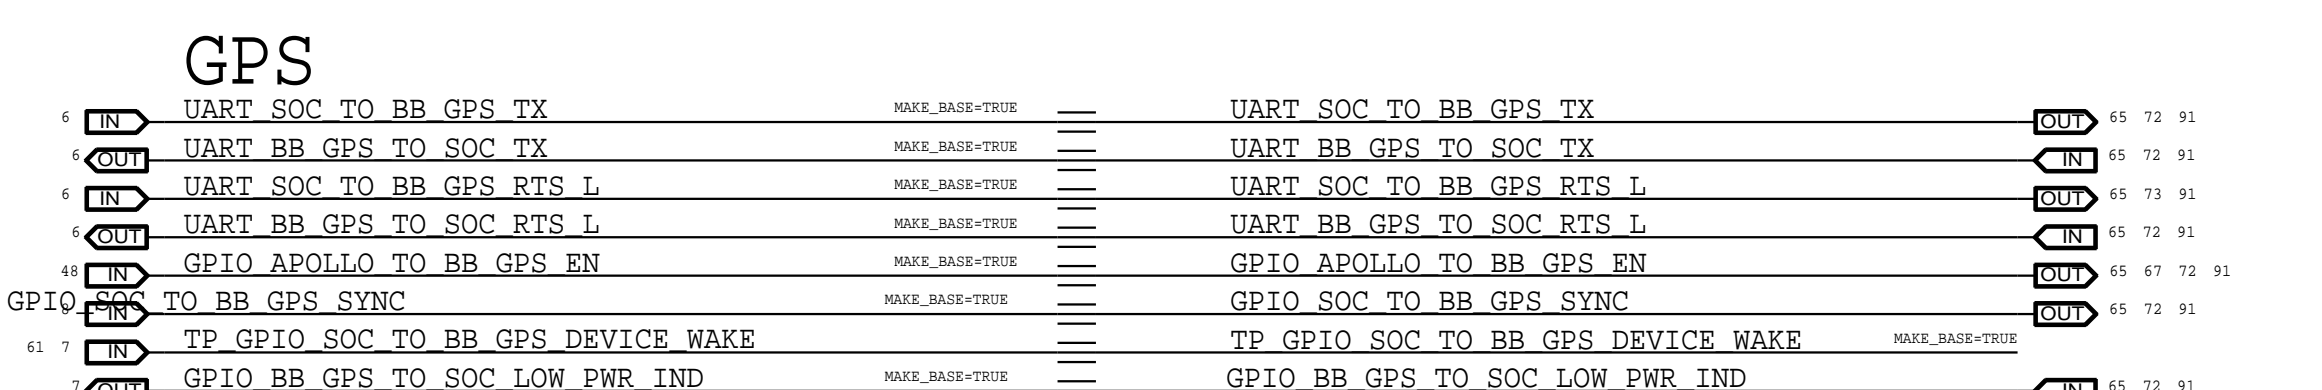 GPS
6 IN UART_SOC_TO_BB_GPS_TX MAKE_BASE=TRUE UART_SOC_TO_BB_GPS_TX OUT 65 72 91
6 OUT UART_BB_GPS_TO_SOC_TX MAKE_BASE=TRUE UART_BB_GPS_TO_SOC_TX IN 65 72 91
6 IN UART_SOC_TO_BB_GPS_RTS_L MAKE_BASE=TRUE UART_SOC_TO_BB_GPS_RTS_L OUT 65 73 91
6 OUT UART_BB_GPS_TO_SOC_RTS_L MAKE_BASE=TRUE UART_BB_GPS_TO_SOC_RTS_L IN 65 72 91
48 IN GPIO_APOLLO_TO_BB_GPS_EN MAKE_BASE=TRUE GPIO_APOLLO_TO_BB_GPS_EN OUT 65 67 72 91
GPIO_SOC_TO_BB_GPS_SYNC 8 IN MAKE_BASE=TRUE GPIO_SOC_TO_BB_GPS_SYNC OUT 65 72 91
61 7 IN TP_GPIO_SOC_TO_BB_GPS_DEVICE_WAKE TP_GPIO_SOC_TO_BB_GPS_DEVICE_WAKE MAKE_BASE=TRUE
7 OUT GPIO_BB_GPS_TO_SOC_LOW_PWR_IND MAKE_BASE=TRUE GPIO_BB_GPS_TO_SOC_LOW_PWR_IND IN 65 72 91